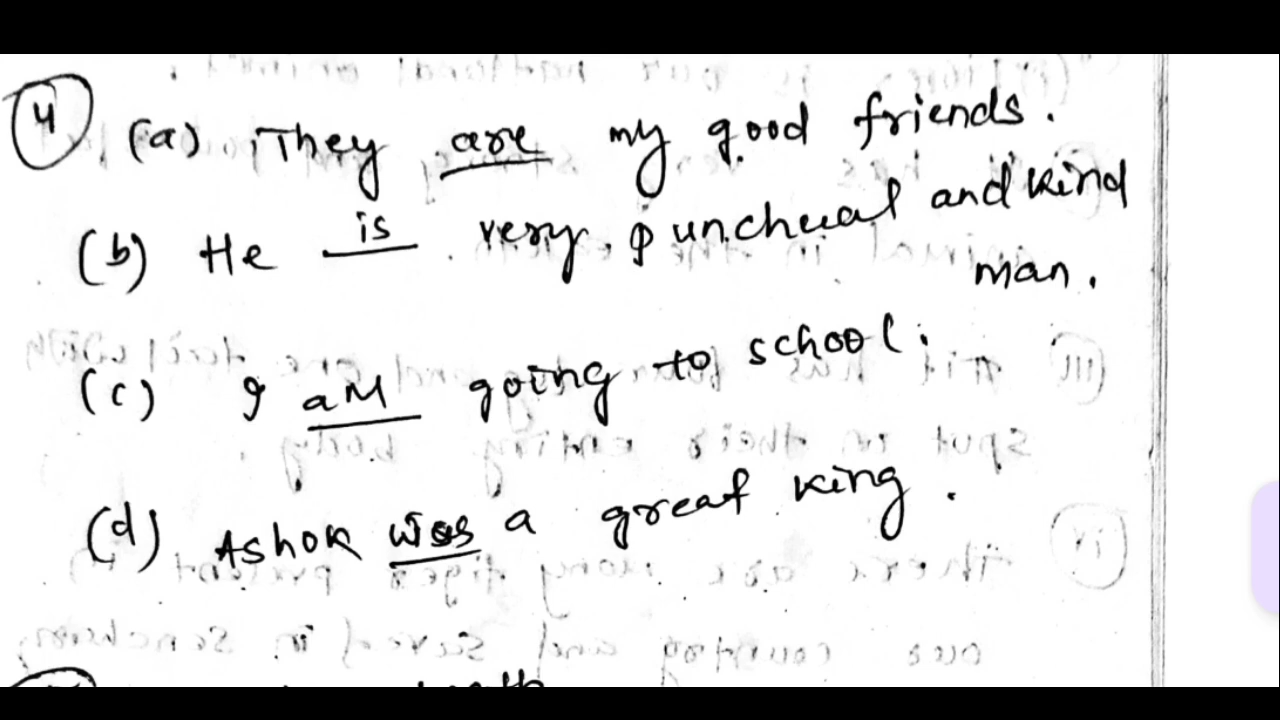 4 (a) They are my good friends.
(b) He is very punchual and kind
man.
(c) I aM going to school.
(d) Ashok was a great king.